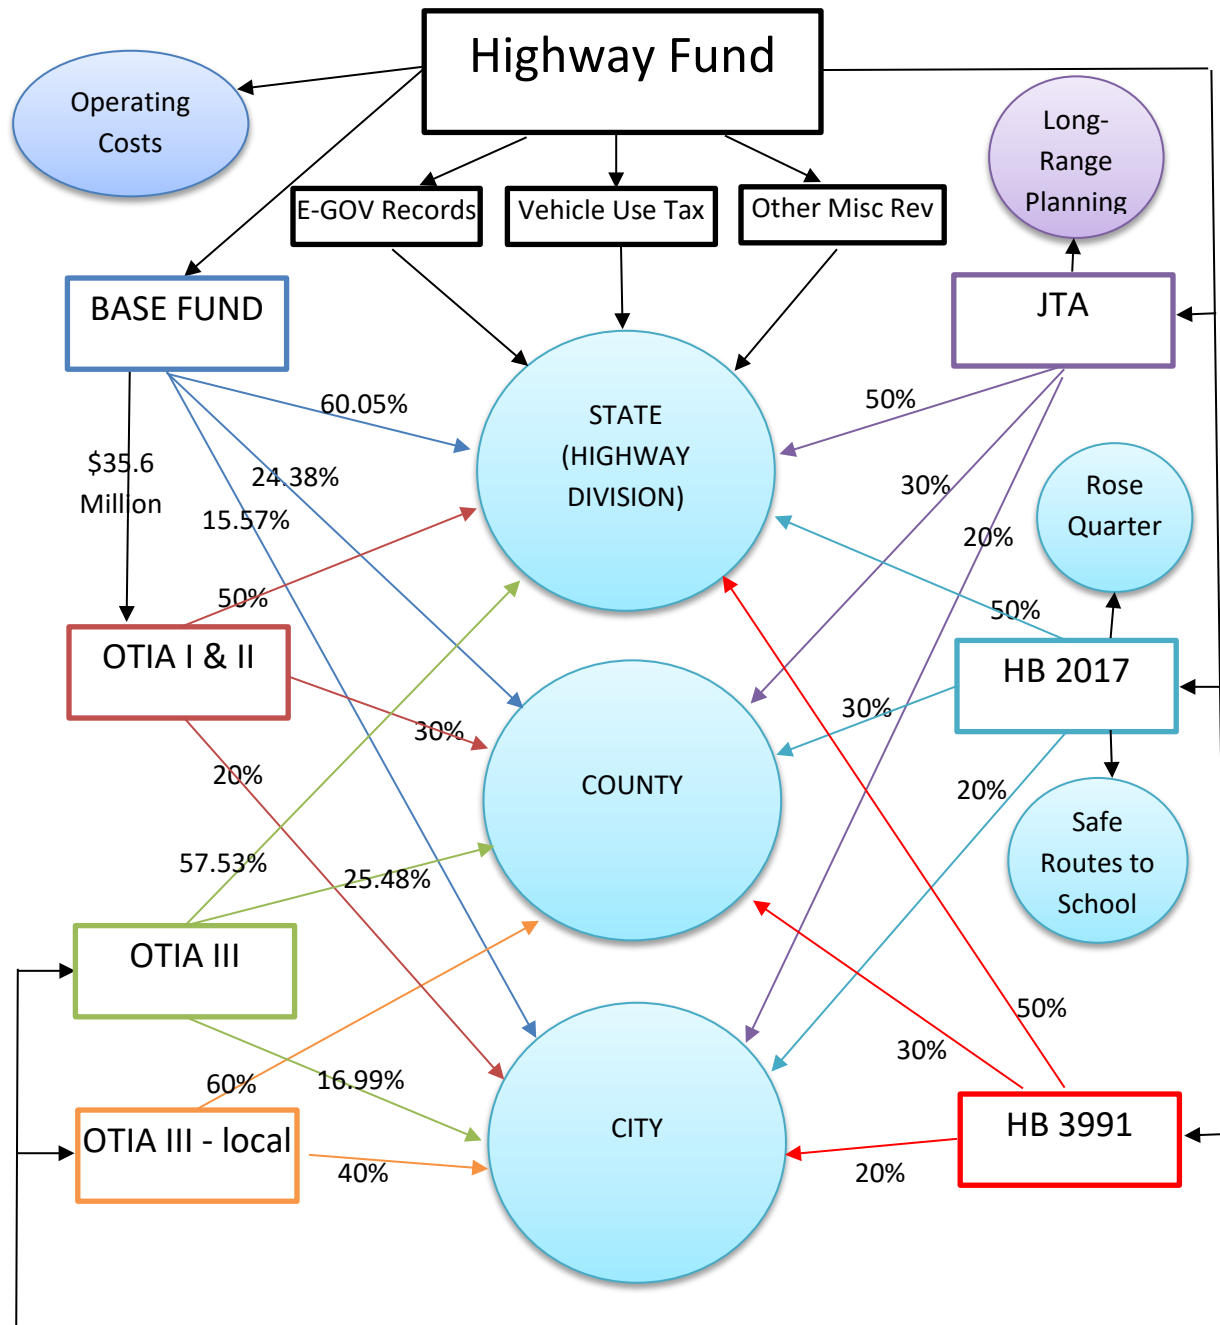 Highway Fund
Operating
Costs
Long-
Range
Planning
E-GOV Records
Vehicle Use Tax
Other Misc Rev
BASE FUND
JTA
60.05%
50%
STATE
(HIGHWAY
DIVISION)
$35.6
Million
24.38%
15.57%
30%
20%
Rose
Quarter
50%
50%
OTIA I & II
HB 2017
30%
30%
20%
COUNTY
20%
Safe
Routes to
School
57.53%
25.48%
OTIA III
50%
30%
16.99%
60%
OTIA III - local
CITY
HB 3991
40%
20%